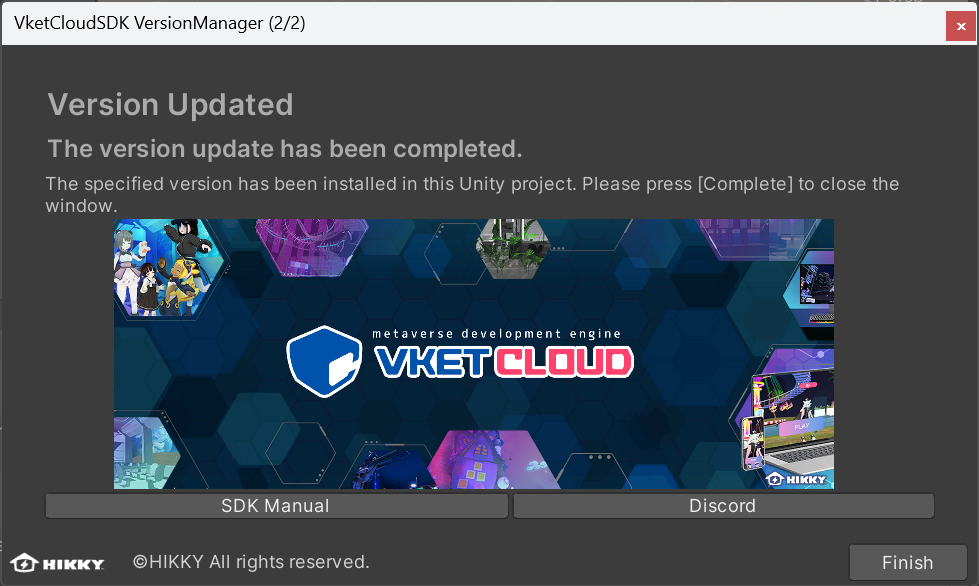 VketCloudSDK VersionManager (2/2)
Version Updated
The version update has been completed.
The specified version has been installed in this Unity project. Please press [Complete] to close the
window.
metaverse development engine
VKET CLOUD
PLAY
HIKKY
SDK Manual
Discord
HIKKY
©HIKKY All rights reserved.
Finish